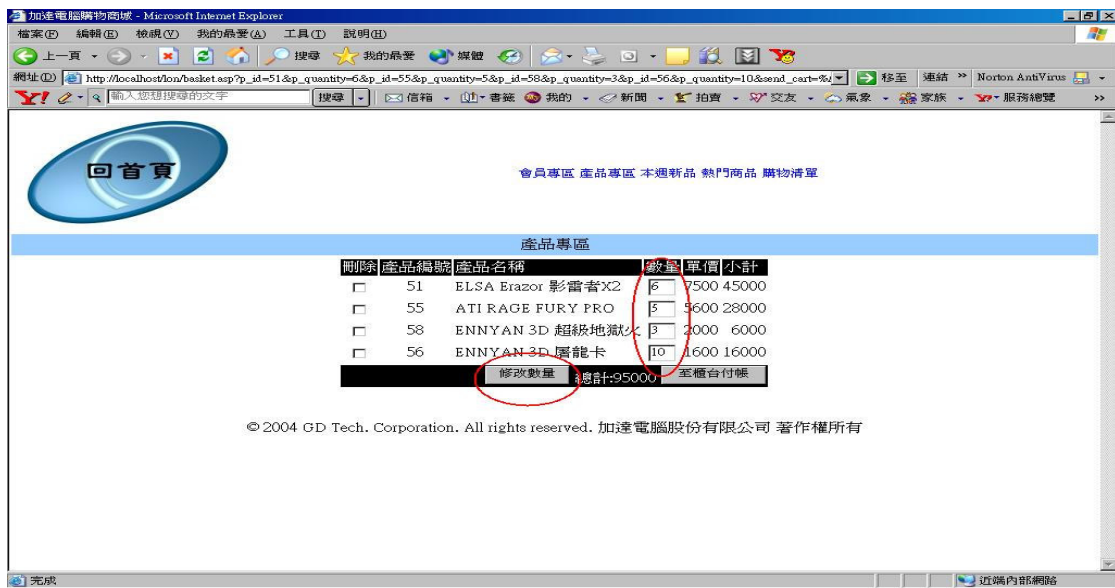 加達電腦購物商城 - Microsoft Internet Explorer
檔案(F) 編輯(E) 檢視(V) 我的最愛(A) 工具(T) 說明(H)
上一頁 搜尋 我的最愛 媒體
網址(D) http://localhost/lon/basket.asp?p_id=51&p_quantity=6&p_id=55&p_quantity=5&p_id=58&p_quantity=3&p_id=56&p_quantity=10&send_cart=% 移至 連結 » Norton AntiVirus
Y! 輸入您想搜尋的文字 搜尋 信箱 書籤 我的 新聞 拍賣 交友 氣象 家族 服務總覽 »
回首頁
會員專區 產品專區 本週新品 熱門商品 購物清單
產品專區
刪除 產品編號 產品名稱 數量 單價 小計
51 ELSA Erazor 影雷者X2 6 7500 45000
55 ATI RAGE FURY PRO 5 5600 28000
58 ENNYAN 3D 超級地獄火 3 2000 6000
56 ENNYAN 3D 屠龍卡 10 1600 16000
修改數量 總計:95000 至櫃台付帳
© 2004 GD Tech. Corporation. All rights reserved. 加達電腦股份有限公司 著作權所有
完成 近端內部網路